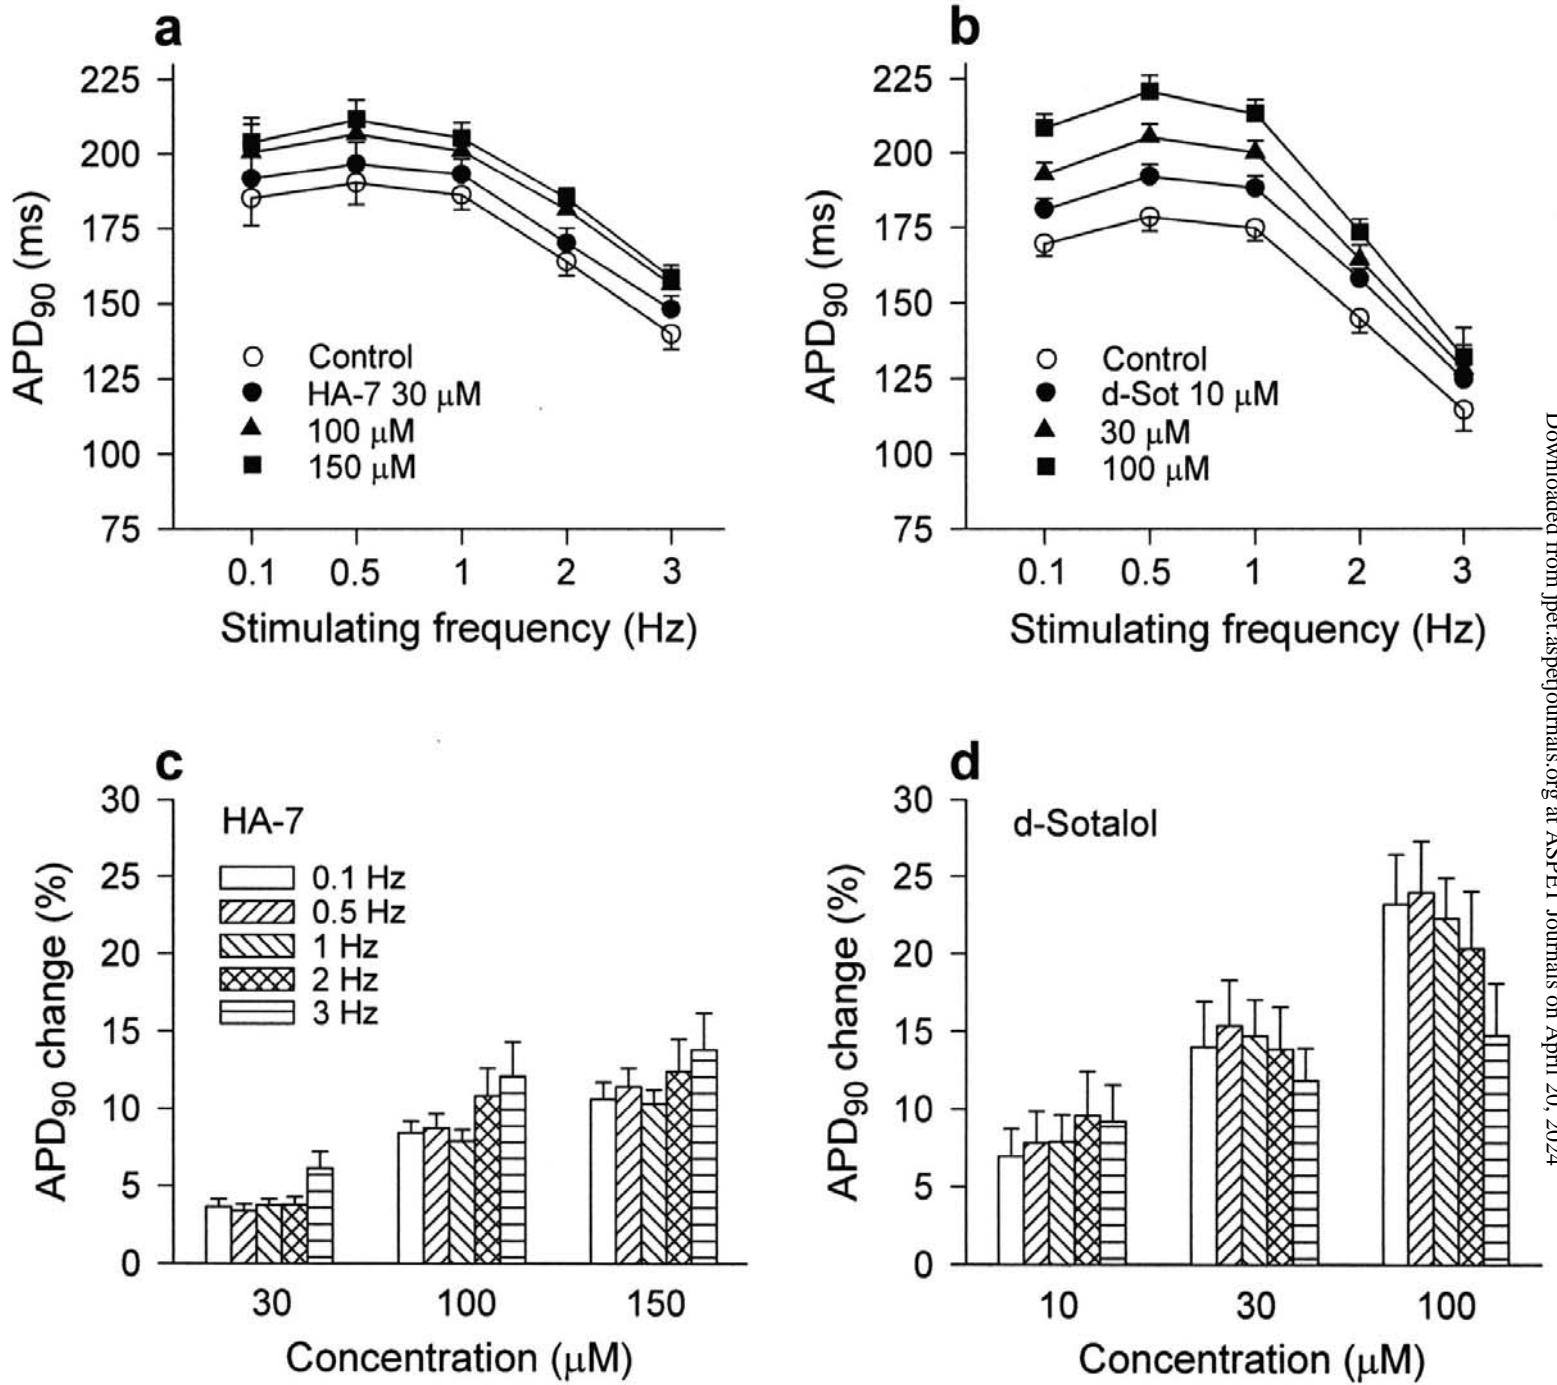 a
225
200
175
150
125
100
75
APD90 (ms)
Control
HA-7 30 μM
100 μM
150 μM
0.1 0.5 1 2 3
Stimulating frequency (Hz)
b
225
200
175
150
125
100
75
APD90 (ms)
Control
d-Sot 10 μM
30 μM
100 μM
0.1 0.5 1 2 3
Stimulating frequency (Hz)
c
30
25
20
15
10
5
0
APD90 change (%)
HA-7
0.1 Hz
0.5 Hz
1 Hz
2 Hz
3 Hz
30 100 150
Concentration (μM)
d
30
25
20
15
10
5
0
APD90 change (%)
d-Sotalol
10 30 100
Concentration (μM)
Downloaded from jpet.aspetjournals.org at ASPET Journals on April 20, 2024